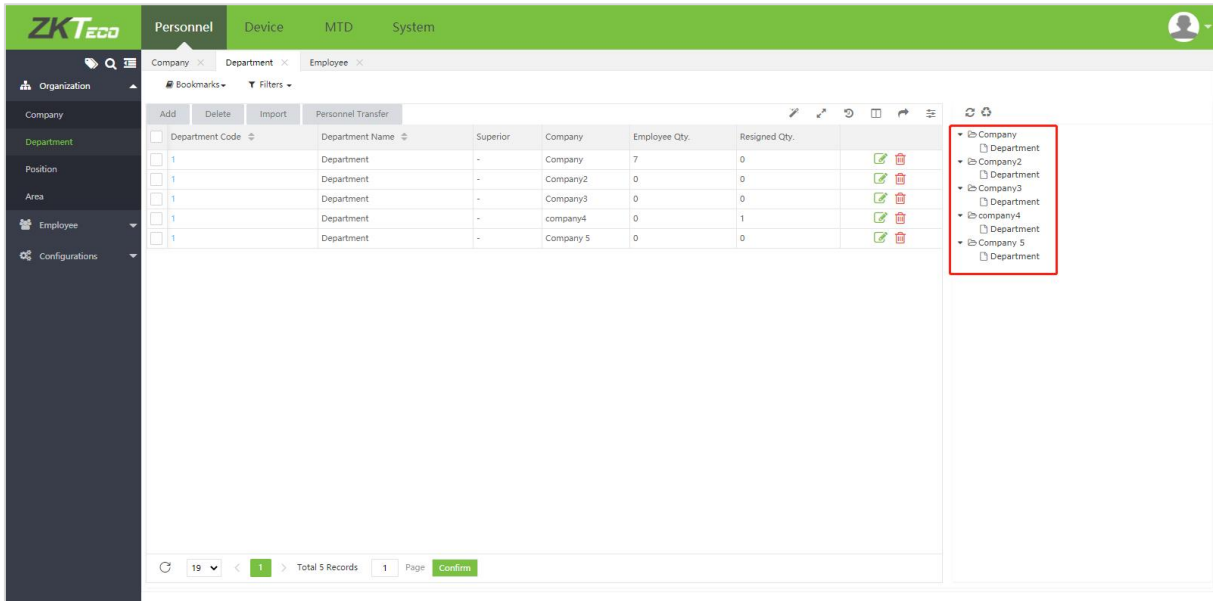 ZKTeco
Personnel Device MTD System
Company Department Employee
Organization
Bookmarks Filters
Company
Department
Position
Area
Employee
Configurations
Add Delete Import Personnel Transfer
Department Code Department Name Superior Company Employee Qty. Resigned Qty.
1 Department - Company 7 0
1 Department - Company2 0 0
1 Department - Company3 0 0
1 Department - company4 0 1
1 Department - Company 5 0 0
Company
Department
Company2
Department
Company3
Department
company4
Department
Company 5
Department
19 < 1 > Total 5 Records 1 Page Confirm